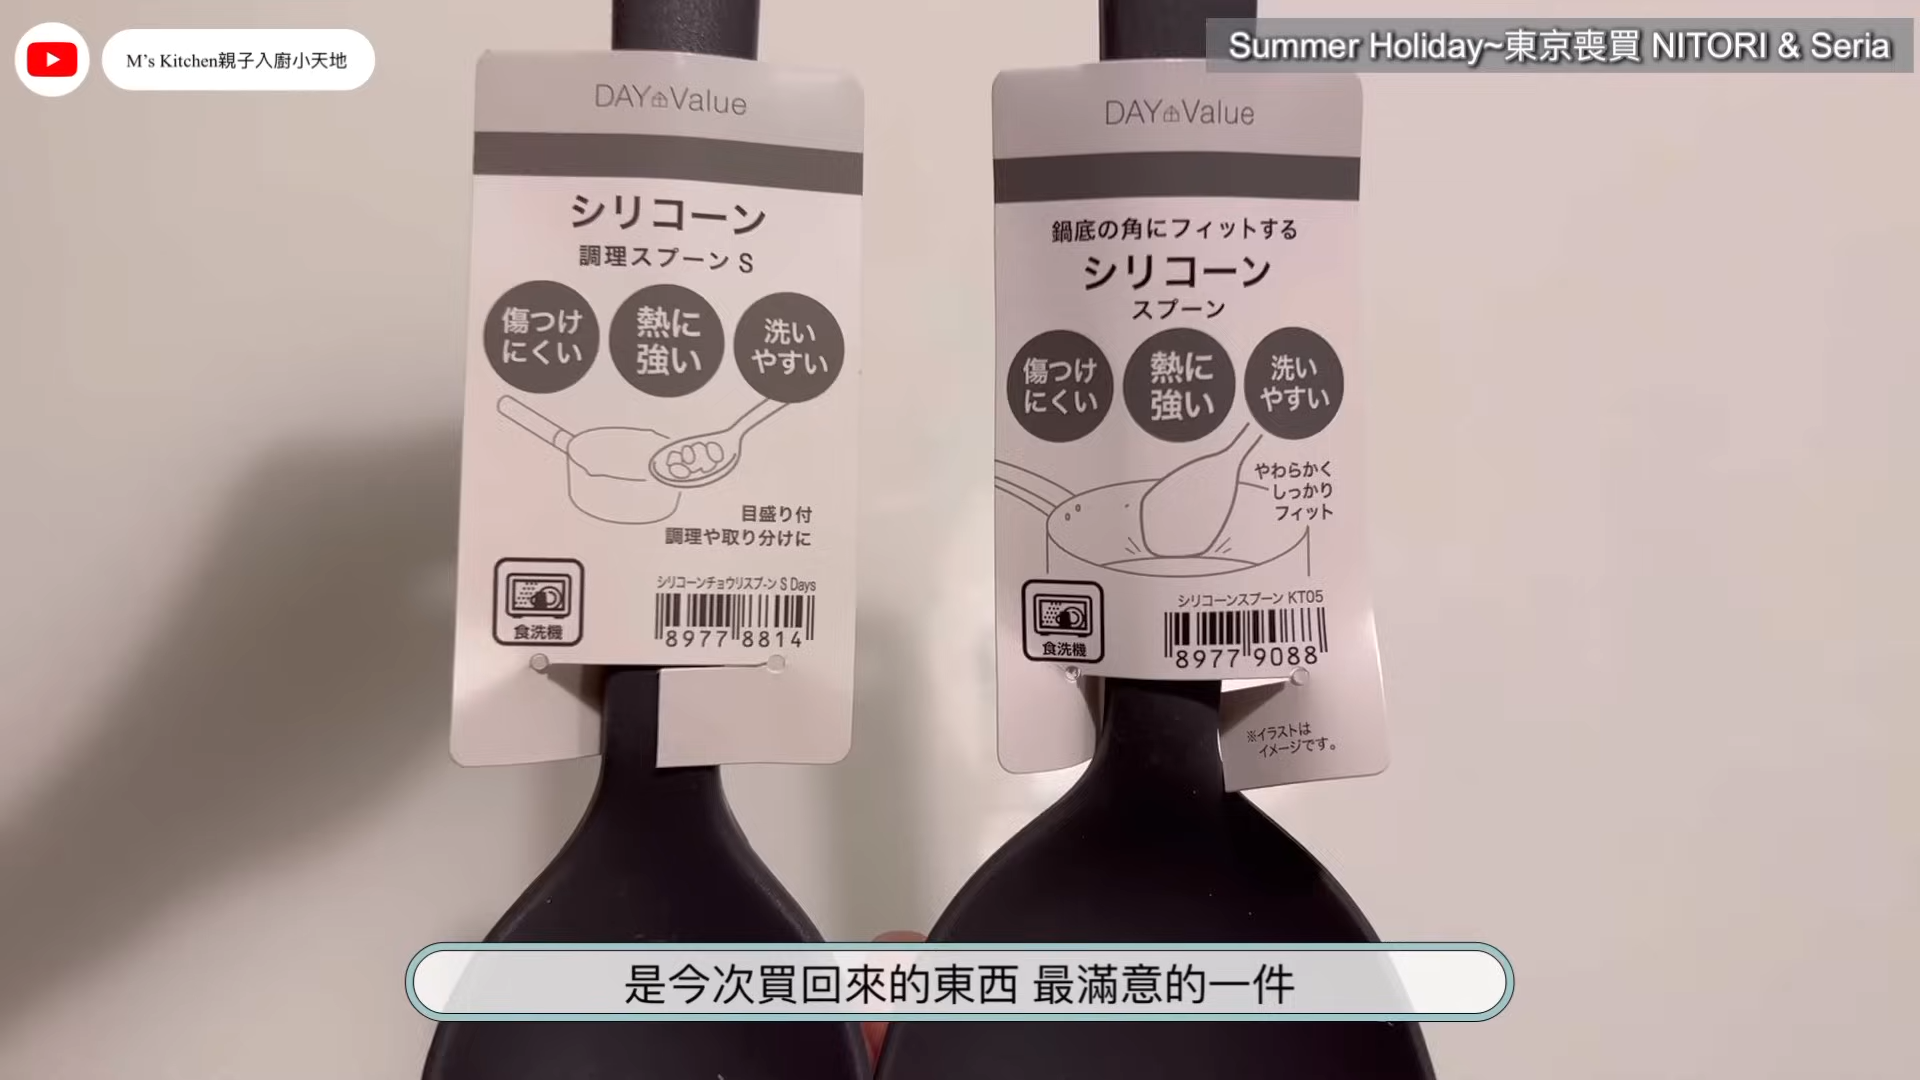 M's Kitchen親子入廚小天地
Summer Holiday~東京喪買 NITORI & Seria
DAY Value
シリコーン
調理スプーン S
傷つけ
にくい
熱に
強い
洗い
やすい
目盛り付
調理や取り分けに
食洗機
シリコーンチョウリスプーン S Days
8977 8814
DAY Value
鍋底の角にフィットする
シリコーン
スプーン
傷つけ
にくい
熱に
強い
洗い
やすい
やわらかく
しっかり
フィット
食洗機
シリコーンスプーン KT05
8977 9088
※イラストは
イメージです。
是今次買回來的東西 最滿意的一件